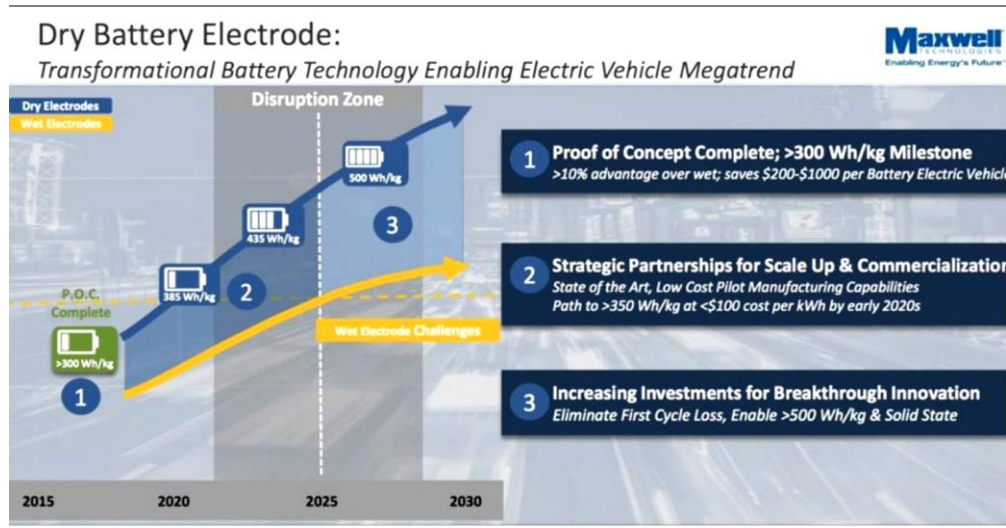 Dry Battery Electrode:
Transformational Battery Technology Enabling Electric Vehicle Megatrend
Maxwell
TECHNOLOGIES
Enabling Energy's Future
Dry Electrodes
Wet Electrodes
Disruption Zone
500 Wh/kg
3
435 Wh/kg
2
385 Wh/kg
P.O.C.
Complete
>300 Wh/kg
1
Wet Electrode Challenges
2015 2020 2025 2030
1 Proof of Concept Complete; >300 Wh/kg Milestone
>10% advantage over wet; saves $200-$1000 per Battery Electric Vehicle
2 Strategic Partnerships for Scale Up & Commercialization
State of the Art, Low Cost Pilot Manufacturing Capabilities
Path to >350 Wh/kg at <$100 cost per kWh by early 2020s
3 Increasing Investments for Breakthrough Innovation
Eliminate First Cycle Loss, Enable >500 Wh/kg & Solid State